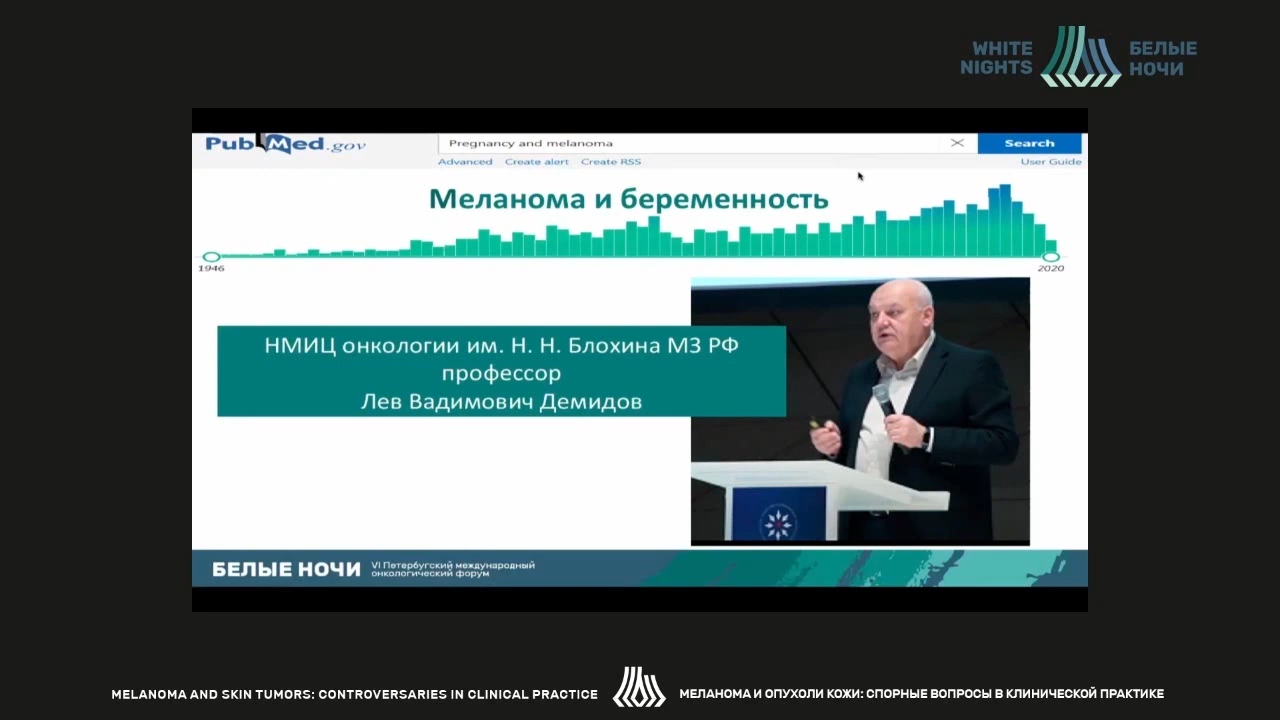 WHITE
NIGHTS
БЕЛЫЕ
НОЧИ
PubMed.gov
Pregnancy and melanoma
Search
Advanced Create alert Create RSS
User Guide
Меланома и беременность
1946
2020
НМИЦ онкологии им. Н. Н. Блохина МЗ РФ
профессор
Лев Вадимович Демидов
БЕЛЫЕ НОЧИ
VI Петербугский международный
онкологический форум
MELANOMA AND SKIN TUMORS: CONTROVERSARIES IN CLINICAL PRACTICE
МЕЛАНОМА И ОПУХОЛИ КОЖИ: СПОРНЫЕ ВОПРОСЫ В КЛИНИЧЕСКОЙ ПРАКТИКЕ